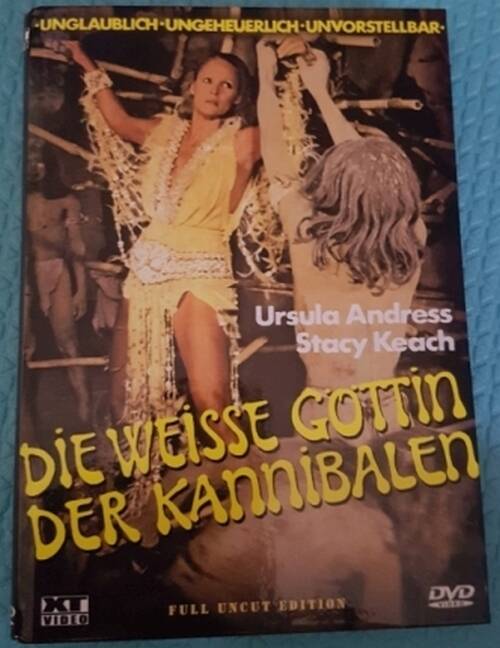 ·UNGLAUBLICH·UNGEHEUERLICH·UNVORSTELLBAR·
Ursula Andress
Stacy Keach
DiE WEiSSE GÖTTiN
DER KANNiBALEN
XT
VIDEO
FULL UNCUT EDITION
DVD
VIDEO